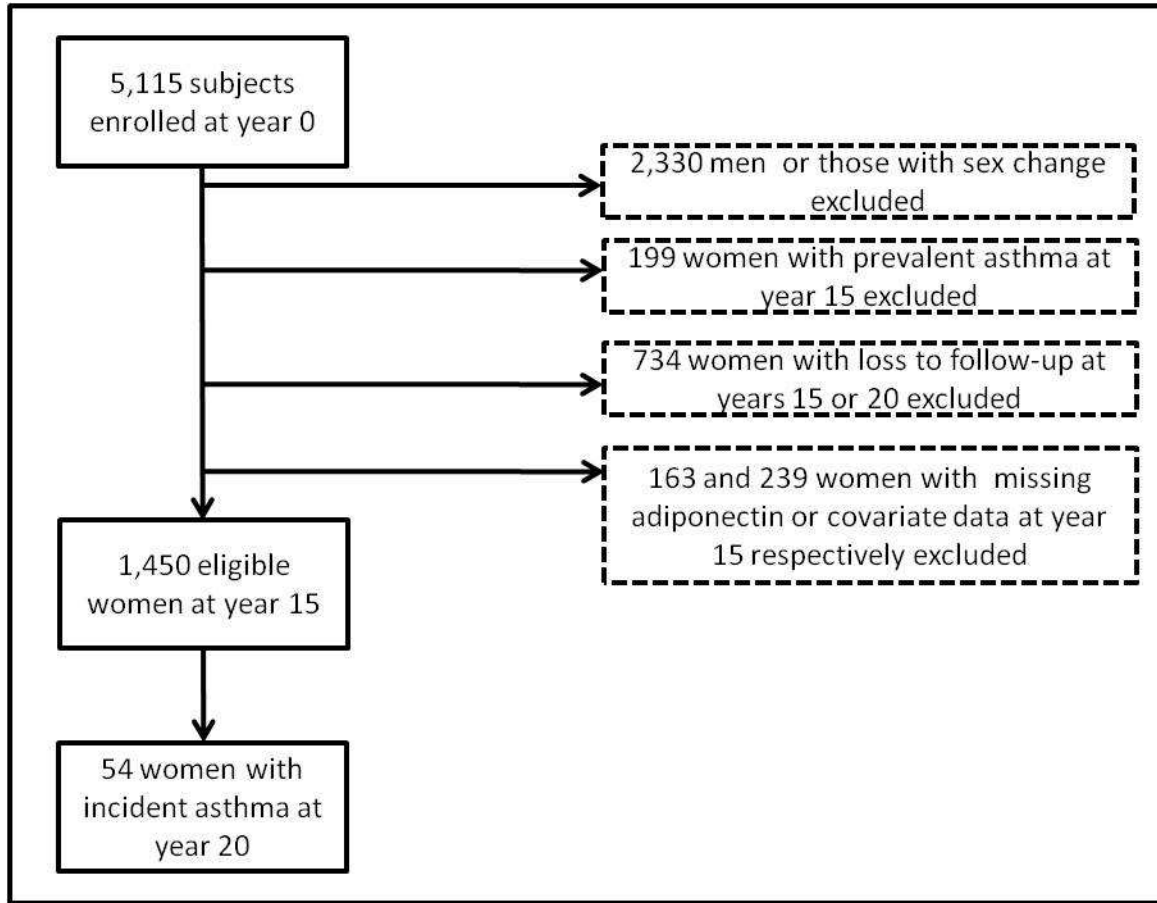 5,115 subjects
enrolled at year 0
2,330 men or those with sex change
excluded
199 women with prevalent asthma at
year 15 excluded
734 women with loss to follow-up at
years 15 or 20 excluded
163 and 239 women with missing
adiponectin or covariate data at year
15 respectively excluded
1,450 eligible
women at year 15
54 women with
incident asthma at
year 20